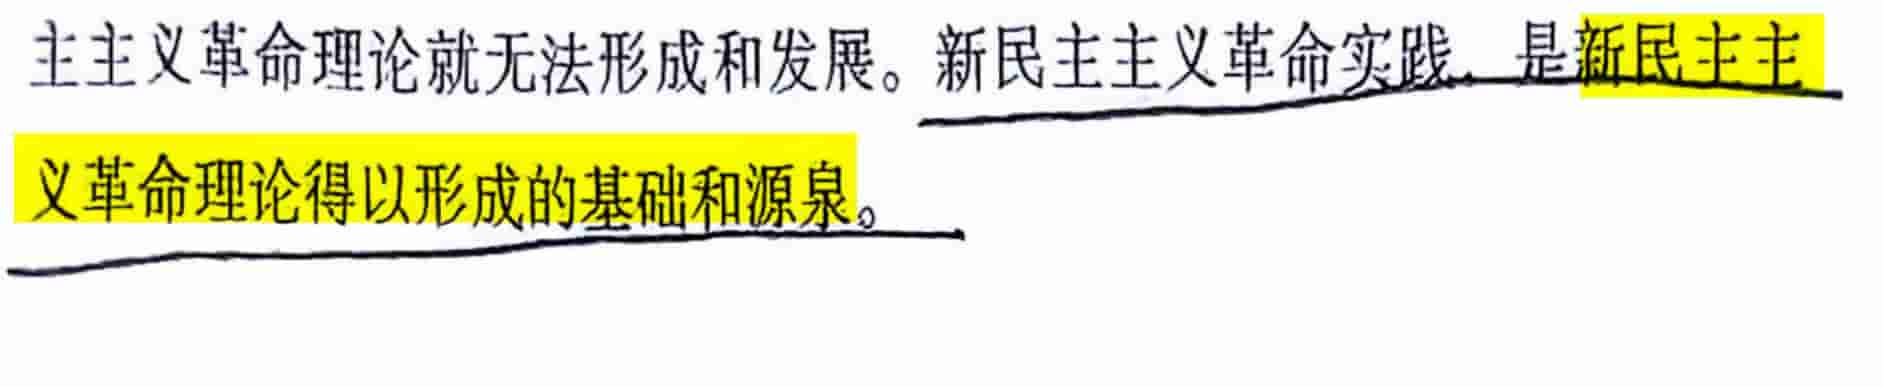 主主义革命理论就无法形成和发展。新民主主义革命实践，是新民主主
义革命理论得以形成的基础和源泉。